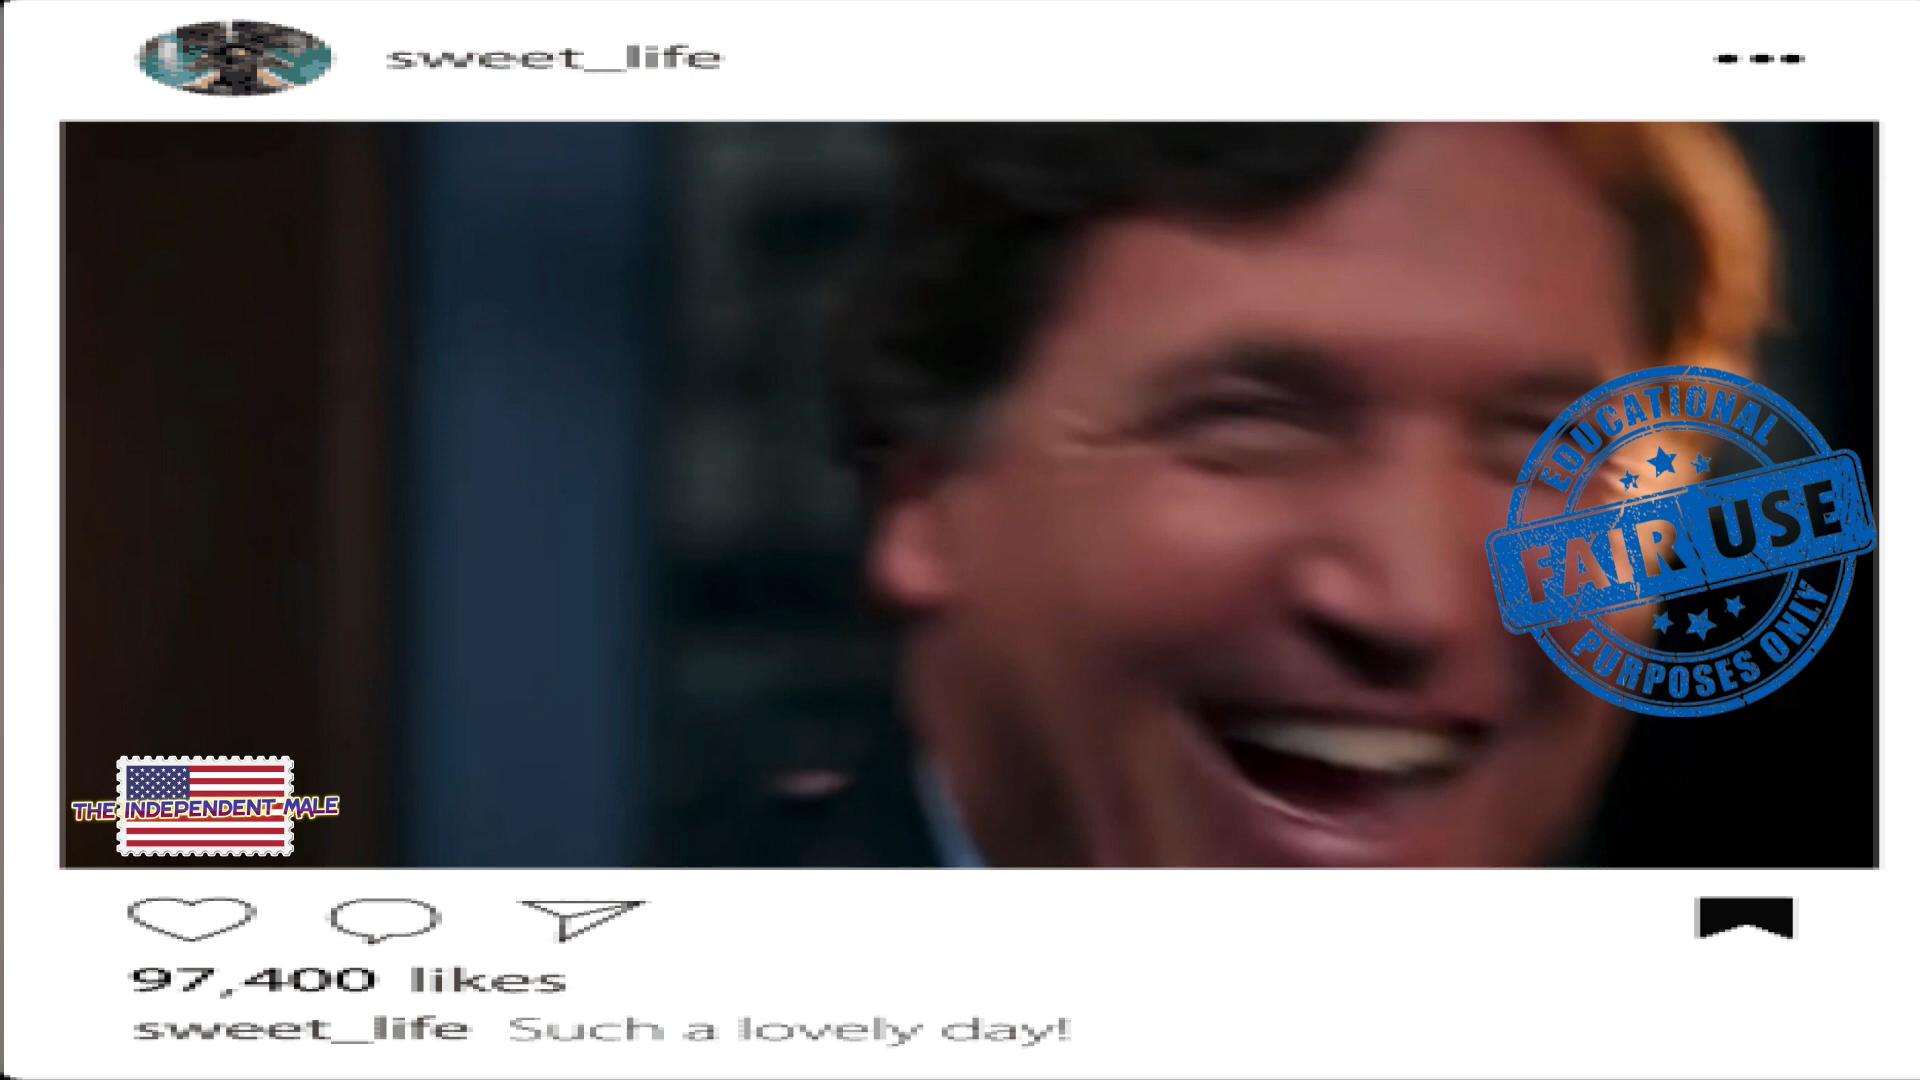 sweet_life
EDUCATIONAL
FAIR USE
PURPOSES ONLY
THE INDEPENDENT MALE
97,400 likes
sweet_life Such a lovely day!